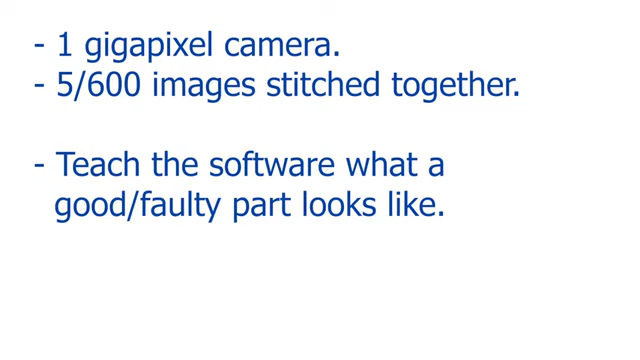 - 1 gigapixel camera.
- 5/600 images stitched together.
- Teach the software what a
good/faulty part looks like.